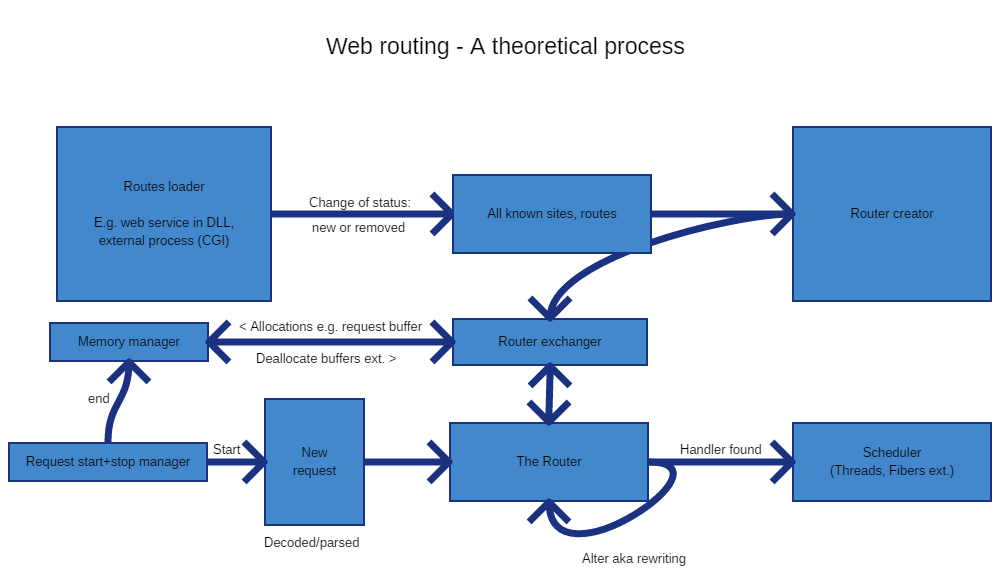 Web routing - A theoretical process
Routes loader
E.g. web service in DLL,
external process (CGI)
Change of status:
new or removed
All known sites, routes
Router creator
Memory manager
< Allocations e.g. request buffer
Deallocate buffers ext. >
Router exchanger
end
Request start+stop manager
Start
New
request
Decoded/parsed
The Router
Handler found
Scheduler
(Threads, Fibers ext.)
Alter aka rewriting